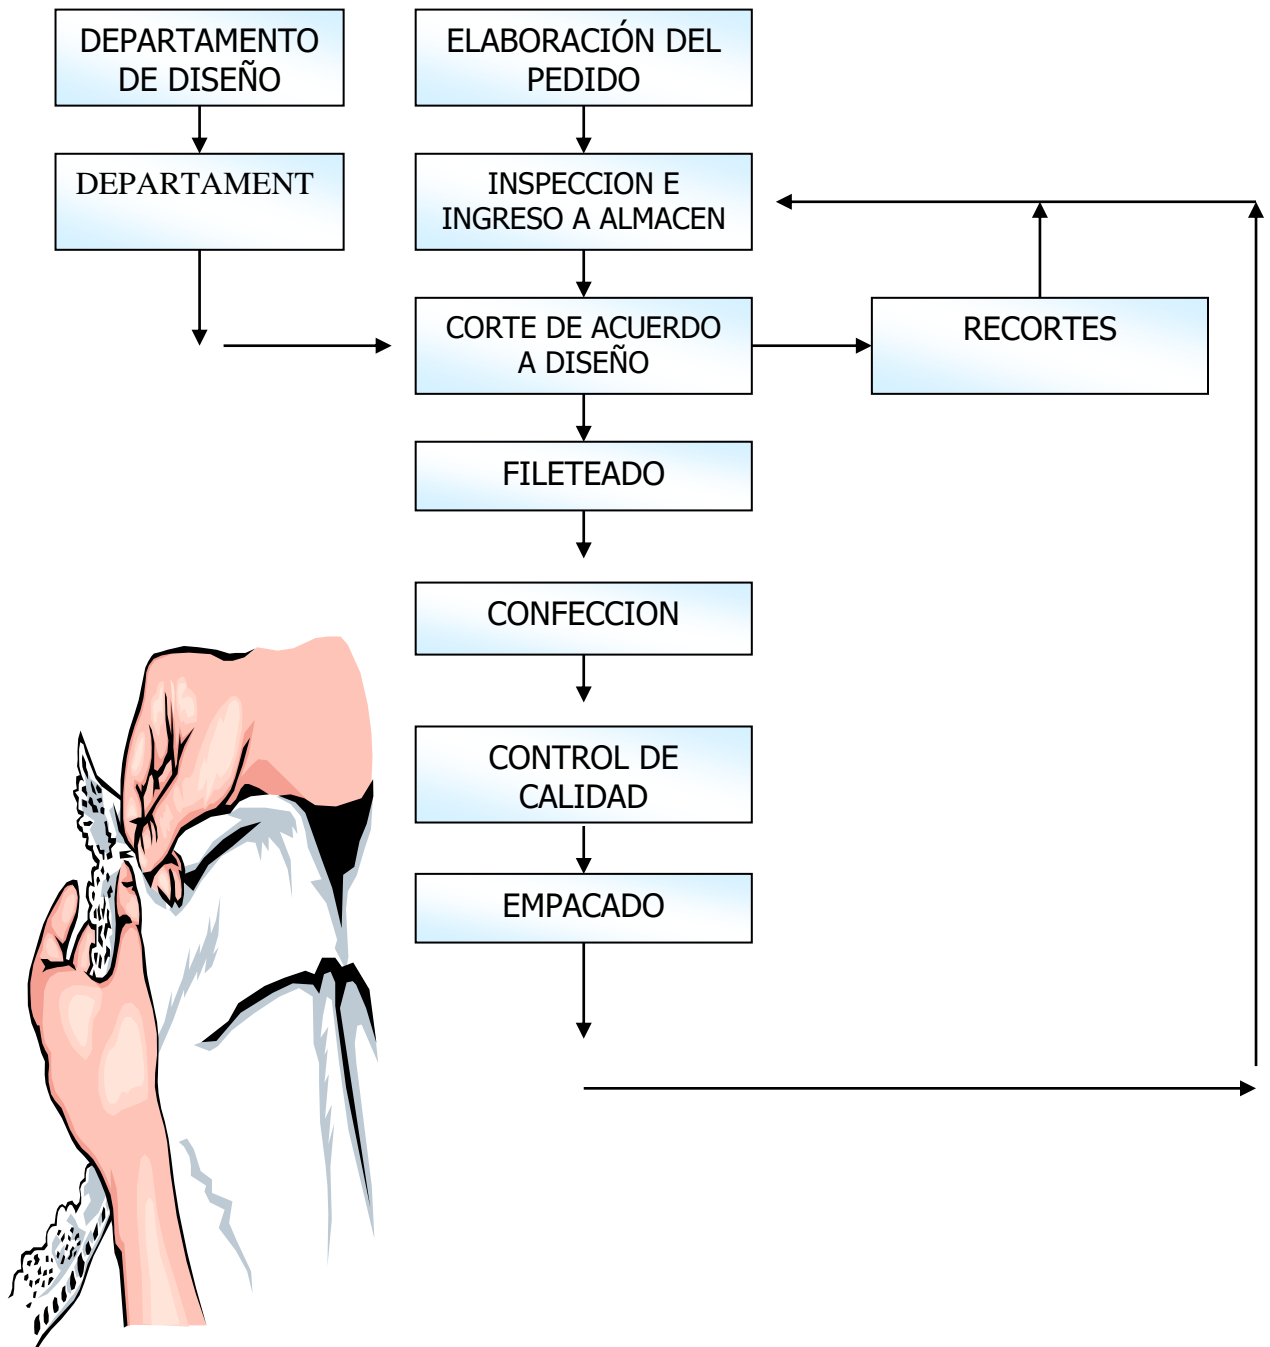 DEPARTAMENTO
DE DISEÑO
ELABORACIÓN DEL
PEDIDO
DEPARTAMENT
INSPECCION E
INGRESO A ALMACEN
CORTE DE ACUERDO
A DISEÑO
RECORTES
FILETEADO
CONFECCION
CONTROL DE
CALIDAD
EMPACADO